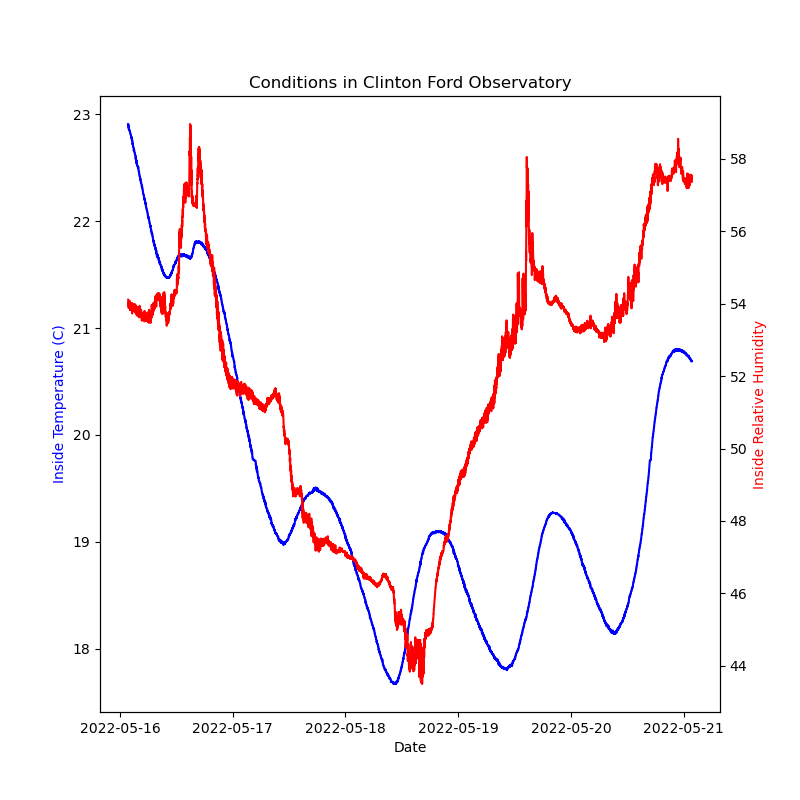 Conditions in Clinton Ford Observatory
23
22
21
20
19
18
Inside Temperature (C)
58
56
54
52
50
48
46
44
Inside Relative Humidity
2022-05-16 2022-05-17 2022-05-18 2022-05-19 2022-05-20 2022-05-21
Date